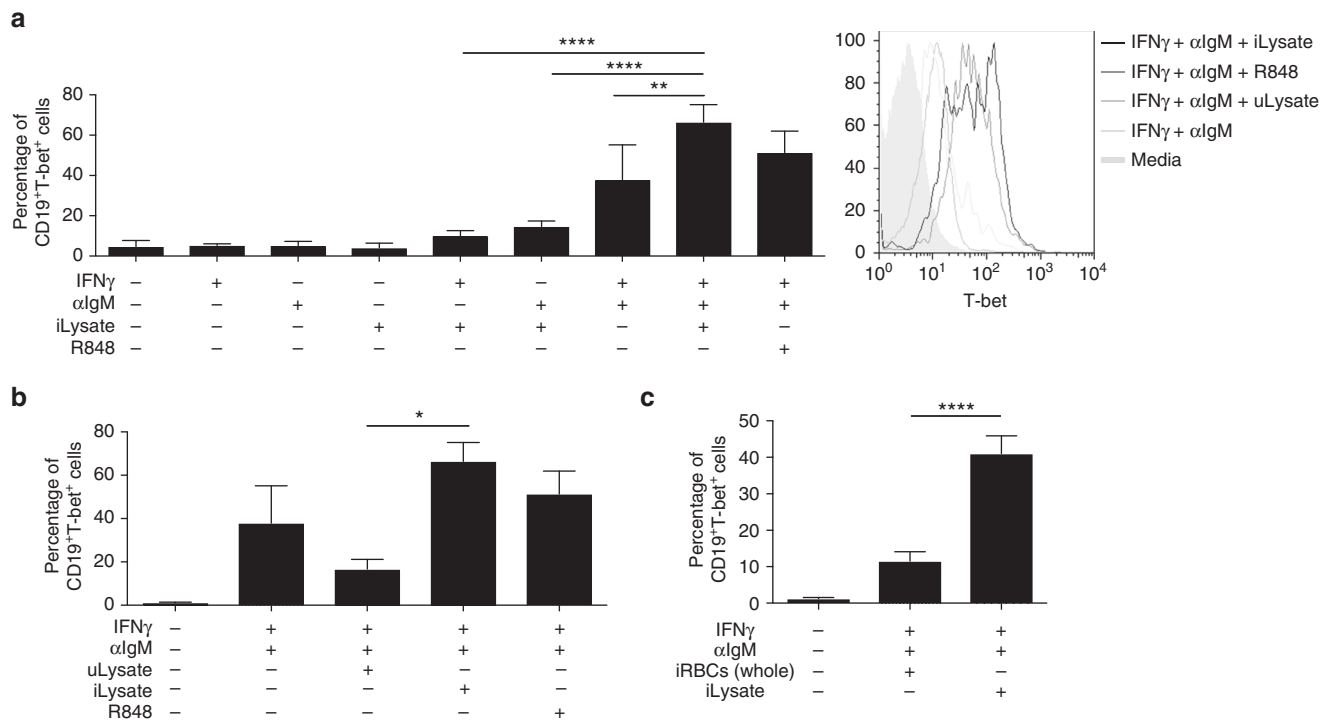 a
****
****
**
80
60
40
20
0
Percentage of
CD19⁺T-bet⁺ cells
IFNγ – + – – + – + + +
αIgM – – + – – + + + +
iLysate – – – + + + – + –
R848 – – – – – – – – +
100
80
60
40
20
0
10⁰ 10¹ 10² 10³ 10⁴
T-bet
IFNγ + αIgM + iLysate
IFNγ + αIgM + R848
IFNγ + αIgM + uLysate
IFNγ + αIgM
Media
b
*
80
60
40
20
0
Percentage of
CD19⁺T-bet⁺ cells
IFNγ – + + + +
αIgM – + + + +
uLysate – – + – –
iLysate – – – + –
R848 – – – – +
c
****
50
40
30
20
10
0
Percentage of
CD19⁺T-bet⁺ cells
IFNγ – + +
αIgM – + +
iRBCs (whole) – + –
iLysate – – +